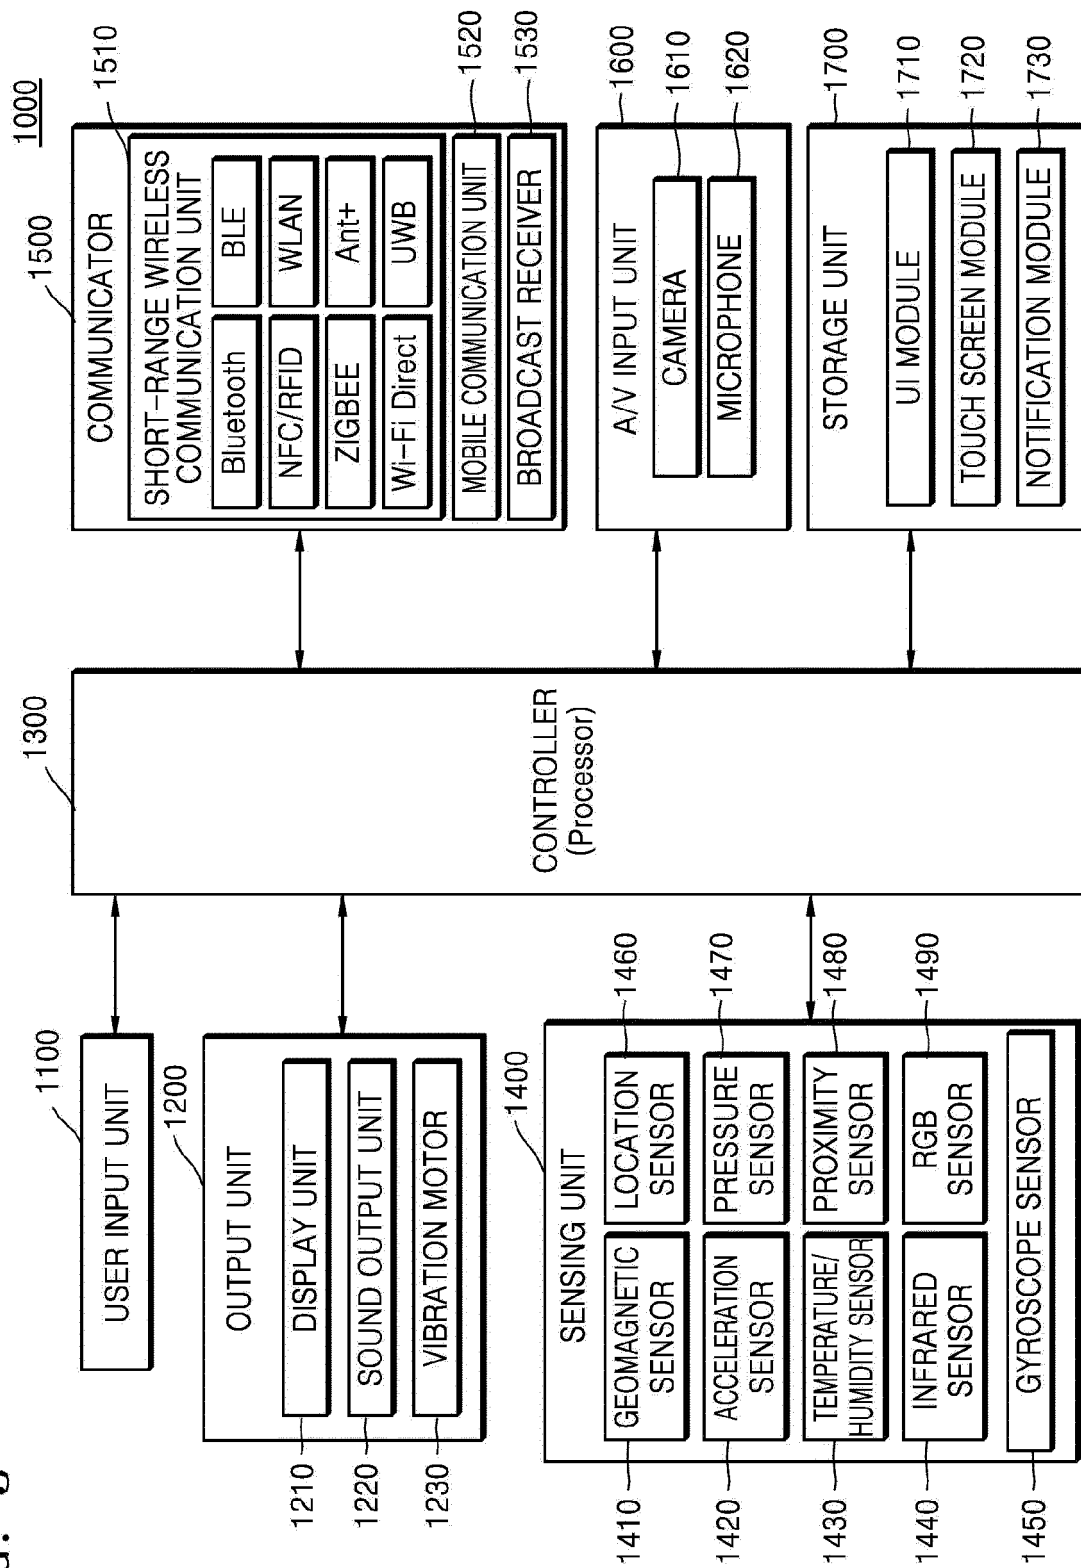 1000
1100
USER INPUT UNIT
1200
OUTPUT UNIT
1210
DISPLAY UNIT
1220
SOUND OUTPUT UNIT
1230
VIBRATION MOTOR
1400
SENSING UNIT
1410
GEOMAGNETIC
SENSOR
1460
LOCATION
SENSOR
1420
ACCELERATION
SENSOR
1470
PRESSURE
SENSOR
1430
TEMPERATURE/
HUMIDITY SENSOR
1480
PROXIMITY
SENSOR
1440
INFRARED
SENSOR
1490
RGB
SENSOR
1450
GYROSCOPE SENSOR
1300
CONTROLLER
(Processor)
1500
COMMUNICATOR
1510
SHORT-RANGE WIRELESS
COMMUNICATION UNIT
Bluetooth
BLE
NFC/RFID
WLAN
ZIGBEE
Ant+
Wi-Fi Direct
UWB
1520
MOBILE COMMUNICATION UNIT
1530
BROADCAST RECEIVER
1600
A/V INPUT UNIT
1610
CAMERA
1620
MICROPHONE
1700
STORAGE UNIT
1710
UI MODULE
1720
TOUCH SCREEN MODULE
1730
NOTIFICATION MODULE